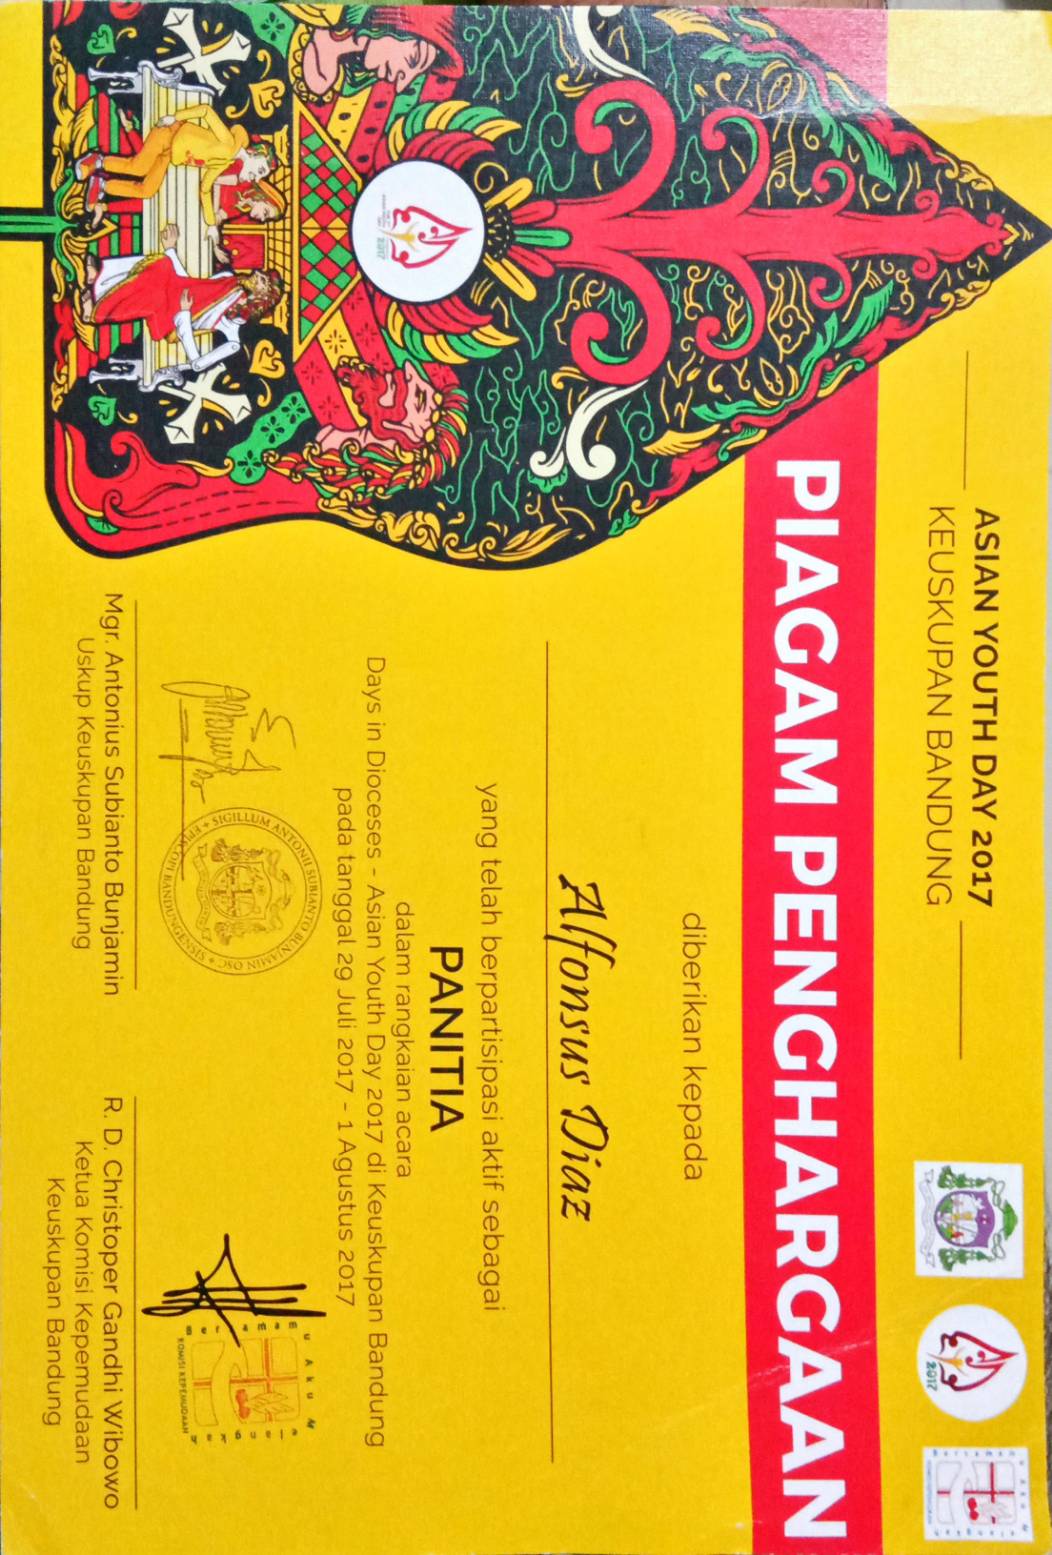 ASIAN YOUTH DAY 2017
KEUSKUPAN BANDUNG
2017
PIAGAM PENGHARGAAN
diberikan kepada
Alfonsus Diaz
yang telah berpartisipasi aktif sebagai
PANITIA
dalam rangkaian acara
Days in Dioceses - Asian Youth Day 2017 di Keuskupan Bandung
pada tanggal 29 Juli 2017 - 1 Agustus 2017
2017
SIGILLUM ANTONII SUBIANTO BUNJAMIN OSC
EPISCOPI BANDUNGENSIS
Bersamamu Aku Melangkah
KOMISI KEPEMUDAAN
Mgr. Antonius Subianto Bunjamin
Uskup Keuskupan Bandung
R. D. Christoper Gandhi Wibowo
Ketua Komisi Kepemudaan
Keuskupan Bandung